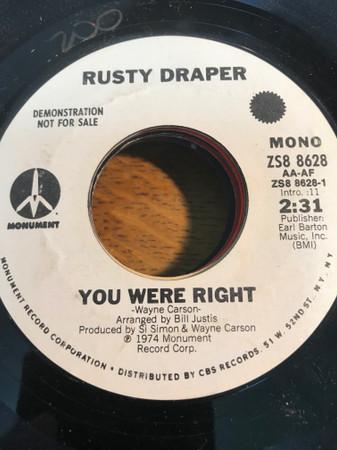 200
RUSTY DRAPER
DEMONSTRATION
NOT FOR SALE
MONO
ZS8 8628
AA-AF
ZS8 8628-1
Intro. :11
2:31
Publisher:
Earl Barton
Music, Inc.
(BMI)
MONUMENT
YOU WERE RIGHT
-Wayne Carson-
Arranged by Bill Justis
Produced by Si Simon & Wayne Carson
℗ 1974 Monument
Record Corp.
MONUMENT RECORD CORPORATION • DISTRIBUTED BY CBS RECORDS, 51 W. 52ND ST., NY, NY